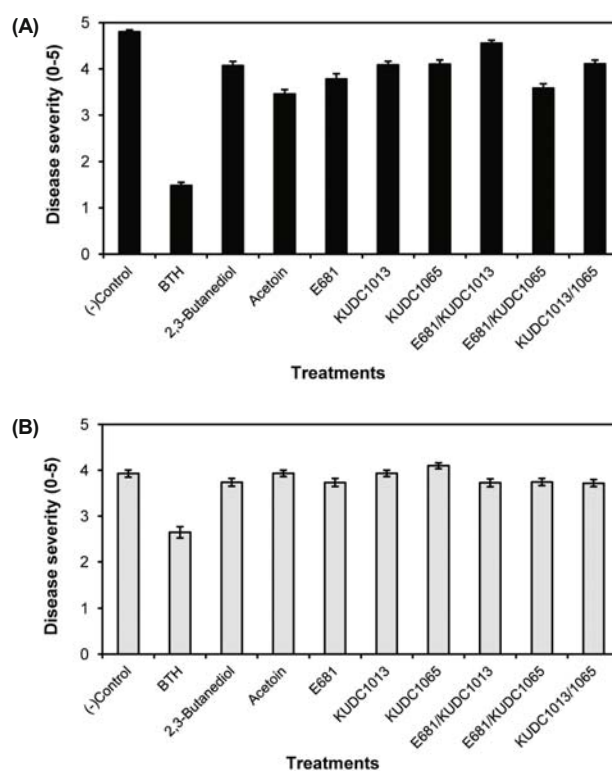 (A)
Disease severity (0-5)
5
4
3
2
1
0
(-)Control
BTH
2,3-Butanediol
Acetoin
E681
KUDC1013
KUDC1065
E681/KUDC1013
E681/KUDC1065
KUDC1013/1065
Treatments
(B)
Disease severity (0-5)
5
4
3
2
1
0
(-)Control
BTH
2,3-Butanediol
Acetoin
E681
KUDC1013
KUDC1065
E681/KUDC1013
E681/KUDC1065
KUDC1013/1065
Treatments